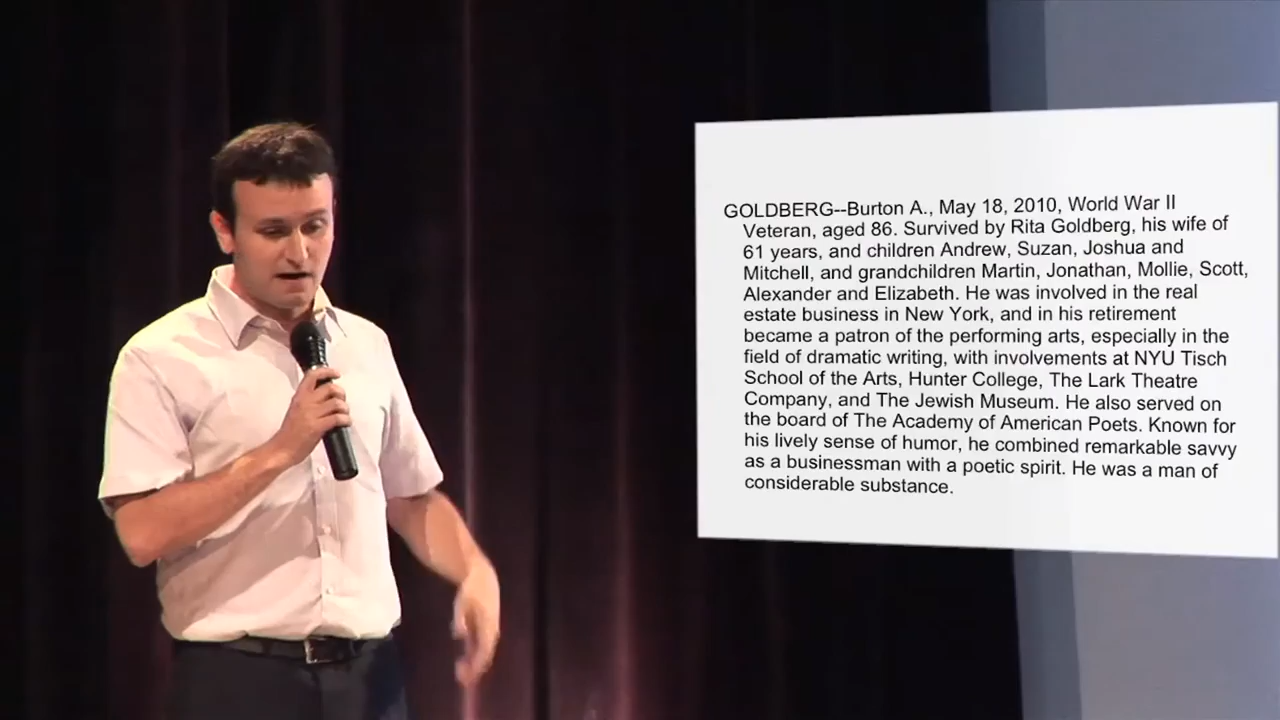 GOLDBERG--Burton A., May 18, 2010, World War II
Veteran, aged 86. Survived by Rita Goldberg, his wife of
61 years, and children Andrew, Suzan, Joshua and
Mitchell, and grandchildren Martin, Jonathan, Mollie, Scott,
Alexander and Elizabeth. He was involved in the real
estate business in New York, and in his retirement
became a patron of the performing arts, especially in the
field of dramatic writing, with involvements at NYU Tisch
School of the Arts, Hunter College, The Lark Theatre
Company, and The Jewish Museum. He also served on
the board of The Academy of American Poets. Known for
his lively sense of humor, he combined remarkable savvy
as a businessman with a poetic spirit. He was a man of
considerable substance.